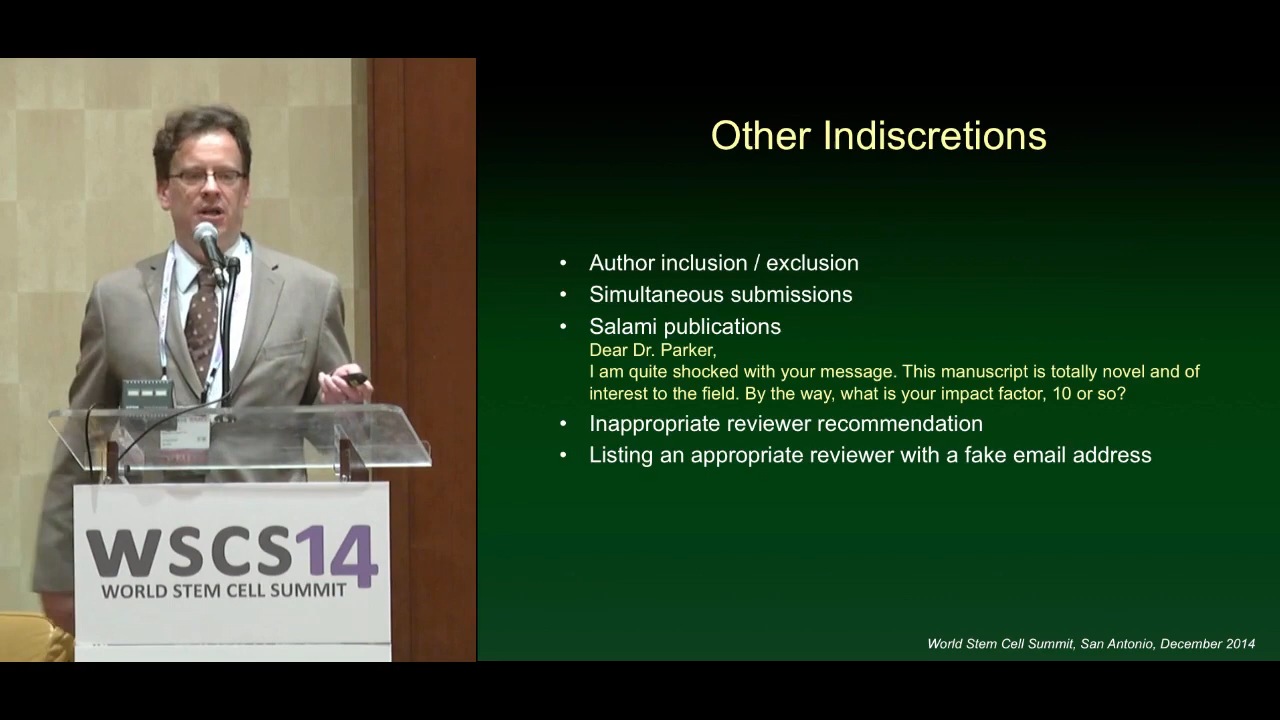 Other Indiscretions
• Author inclusion / exclusion
• Simultaneous submissions
• Salami publications
Dear Dr. Parker,
I am quite shocked with your message. This manuscript is totally novel and of
interest to the field. By the way, what is your impact factor, 10 or so?
• Inappropriate reviewer recommendation
• Listing an appropriate reviewer with a fake email address
World Stem Cell Summit, San Antonio, December 2014
WSCS14
WORLD STEM CELL SUMMIT